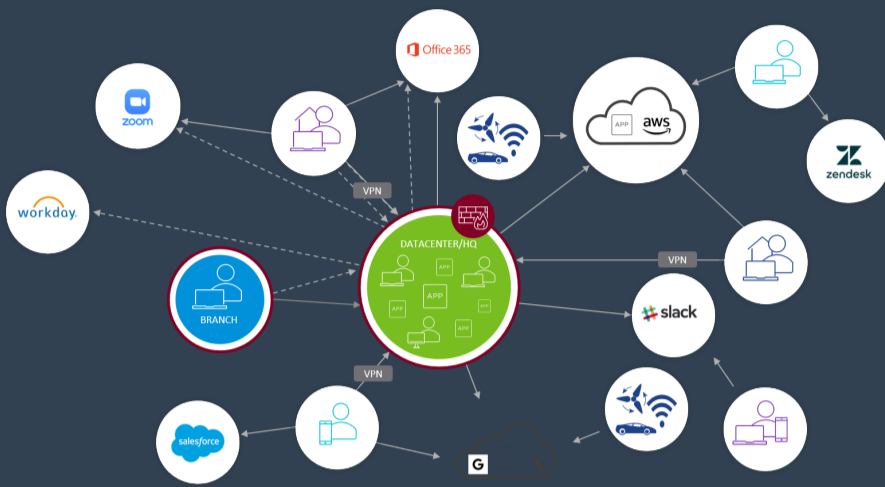 Office 365
zoom
APP
aws
zendesk
VPN
workday.
DATACENTER/HQ
VPN
APP
APP
APP
APP
APP
BRANCH
slack
VPN
salesforce
G